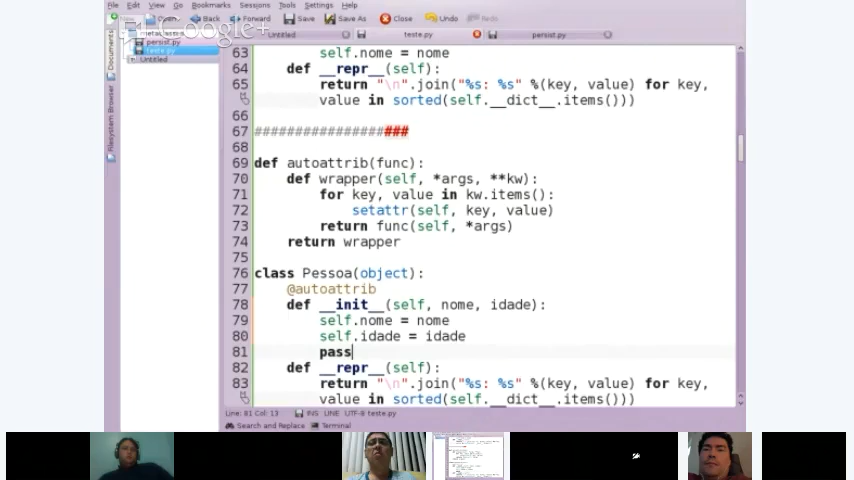 File Edit View Go Bookmarks Sessions Tools Settings Help
Open Back Forward Save Save As Close Undo Redo
Google+
Untitled teste.py persist.py
Documents
Filesystem Browser
persist.py
teste.py
Untitled
63 self.nome = nome
64 def __repr__(self):
65 return "\n".join("%s: %s" %(key, value) for key,
value in sorted(self.__dict__.items()))
66
67 ###################
68
69 def autoattrib(func):
70 def wrapper(self, *args, **kw):
71 for key, value in kw.items():
72 setattr(self, key, value)
73 return func(self, *args)
74 return wrapper
75
76 class Pessoa(object):
77 @autoattrib
78 def __init__(self, nome, idade):
79 self.nome = nome
80 self.idade = idade
81 pass
82 def __repr__(self):
83 return "\n".join("%s: %s" %(key, value) for key,
value in sorted(self.__dict__.items()))
Line: 81 Col: 13 INS LINE UTF-8 teste.py
Search and Replace Terminal